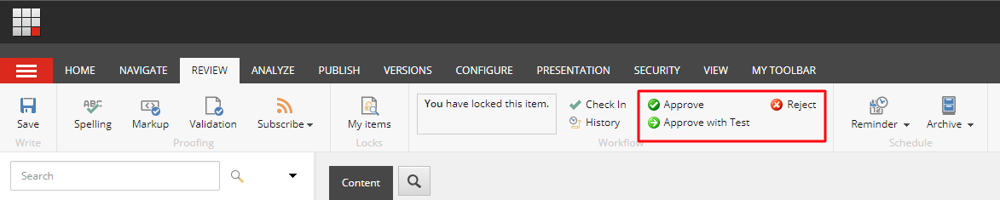 HOME NAVIGATE REVIEW ANALYZE PUBLISH VERSIONS CONFIGURE PRESENTATION SECURITY VIEW MY TOOLBAR
You have locked this item. Check In Approve Reject
ABC
Save Spelling Markup Validation Subscribe My items History Approve with Test Reminder Archive
Write Proofing Locks Workflow Schedule
Search Content